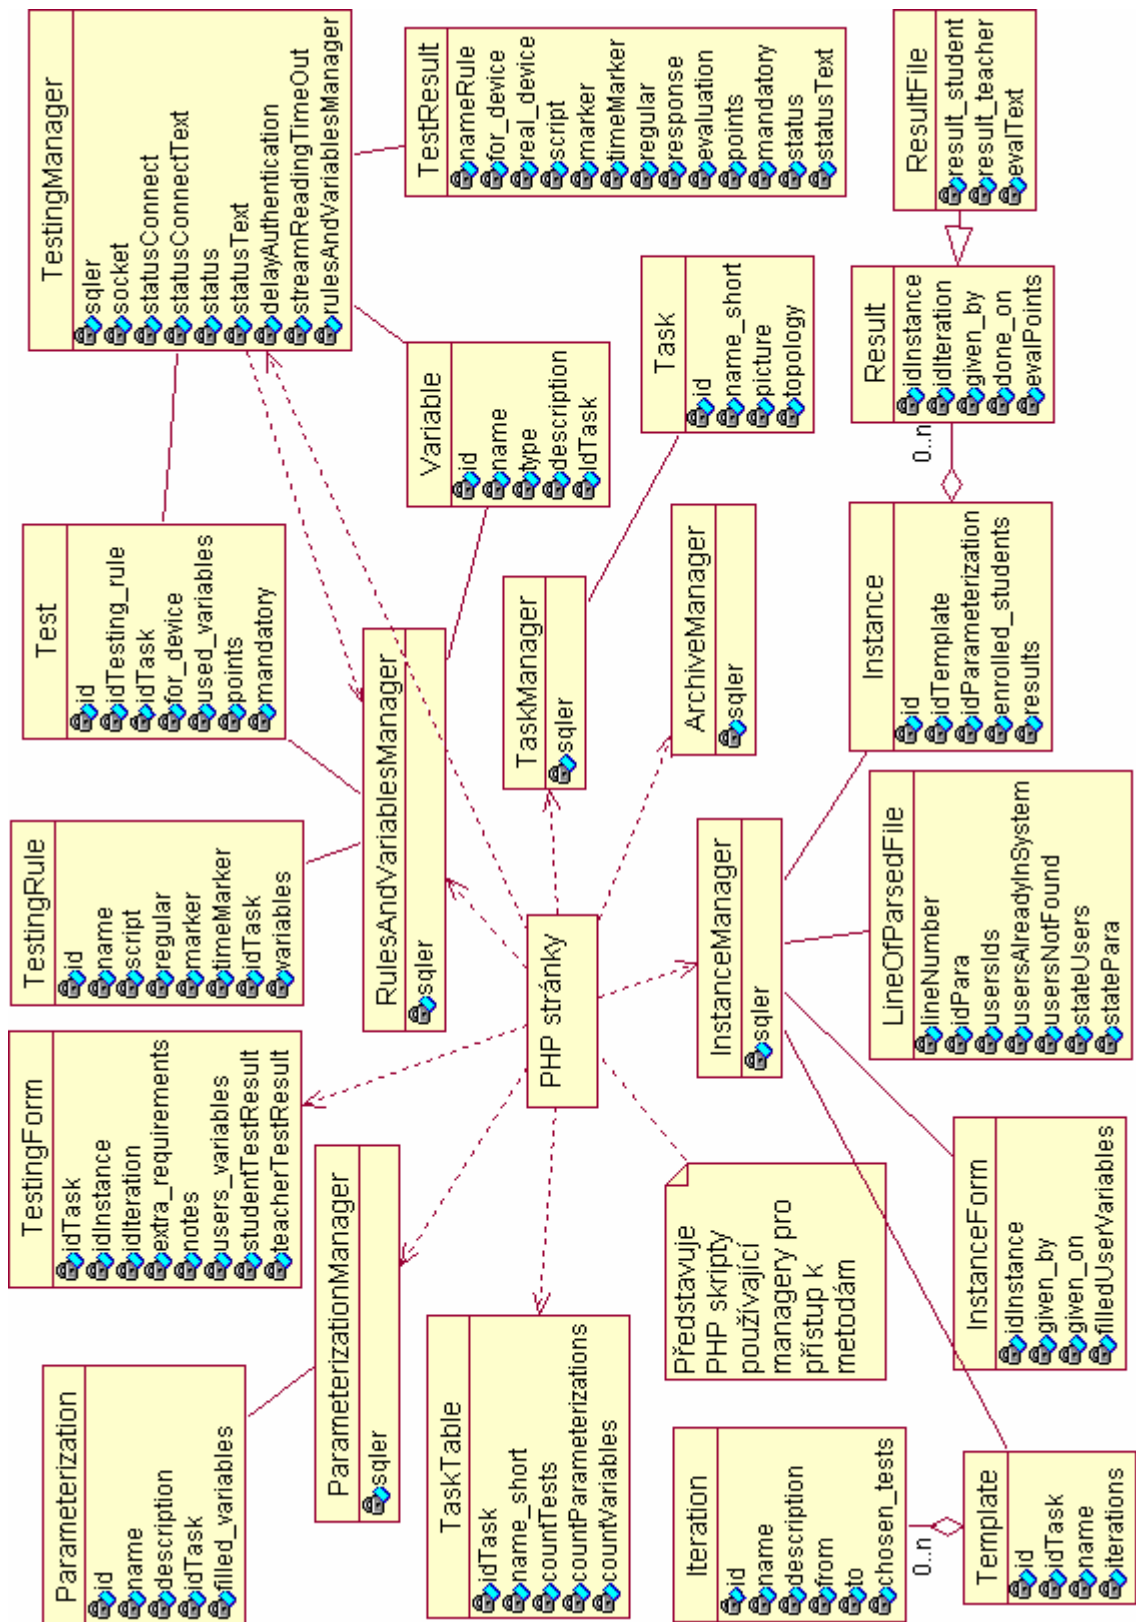 Parameterization
id
name
description
idTask
filled_variables
TestingForm
idTask
idInstance
idIteration
extra_requirements
notes
users_variables
studentTestResult
teacherTestResult
TestingRule
id
name
script
regular
marker
timeMarker
idTask
variables
Test
id
idTesting_rule
idTask
for_device
used_variables
points
mandatory
TestingManager
sqler
socket
statusConnect
statusConnectText
status
statusText
delayAuthentication
streamReadingTimeOut
rulesAndVariablesManager
ParameterizationManager
sqler
RulesAndVariablesManager
sqler
Variable
id
name
type
description
IdTask
TestResult
nameRule
for_device
real_device
script
marker
timeMarker
regular
response
evaluation
points
mandatory
status
statusText
TaskTable
idTask
name_short
countTests
countParameterizations
countVariables
PHP stránky
TaskManager
sqler
Task
id
name_short
picture
topology
Představuje
PHP skripty
používající
managery pro
přístup k
metodám
InstanceManager
sqler
ArchiveManager
sqler
Iteration
id
name
description
from
to
chosen_tests
0..n
Template
id
idTask
name
iterations
InstanceForm
idInstance
given_by
given_on
filledUserVariables
LineOfParsedFile
lineNumber
idPara
usersIds
usersAlreadyInSystem
usersNotFound
stateUsers
statePara
Instance
id
idTemplate
idParameterization
enrolled_students
results
0..n
Result
idInstance
idIteration
given_by
done_on
evalPoints
ResultFile
result_student
result_teacher
evalText